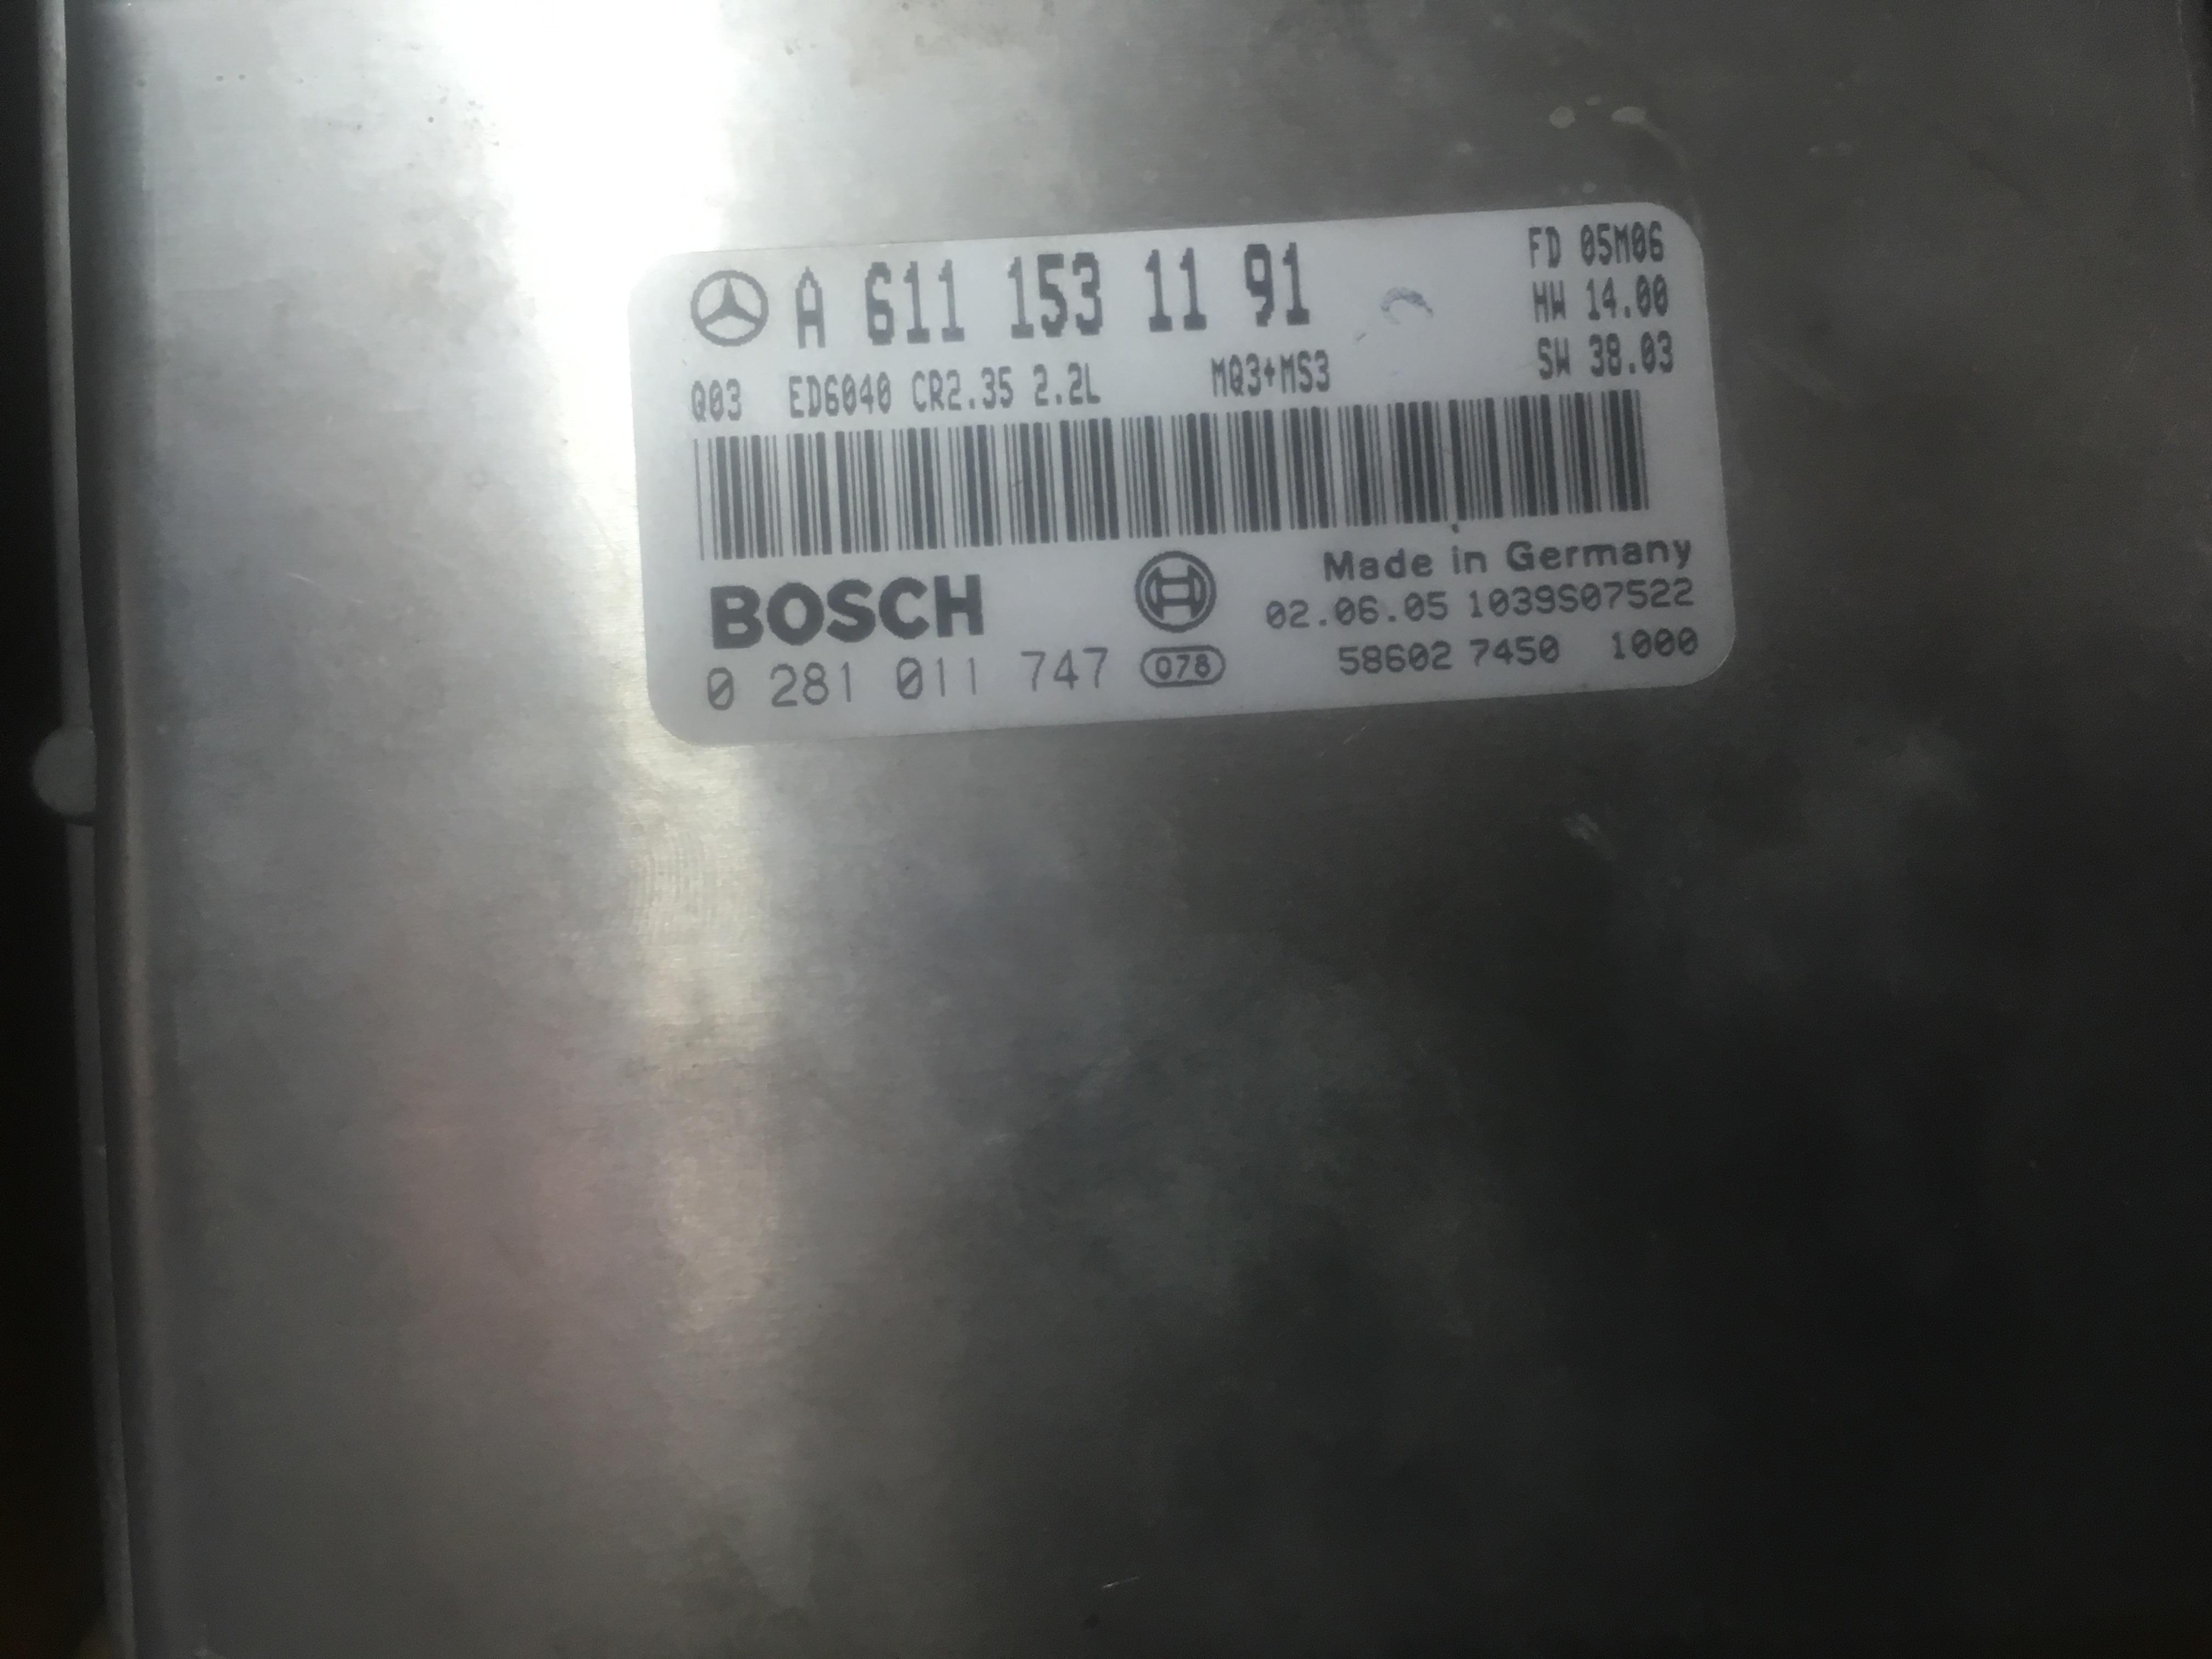 A 611 153 11 91
FD 05M06
HW 14.00
SW 38.03
Q03 ED6040 CR2.35 2.2L MQ3+MS3
BOSCH
Made in Germany
02.06.05 1039S07522
0 281 011 747 078
58602 7450 1000